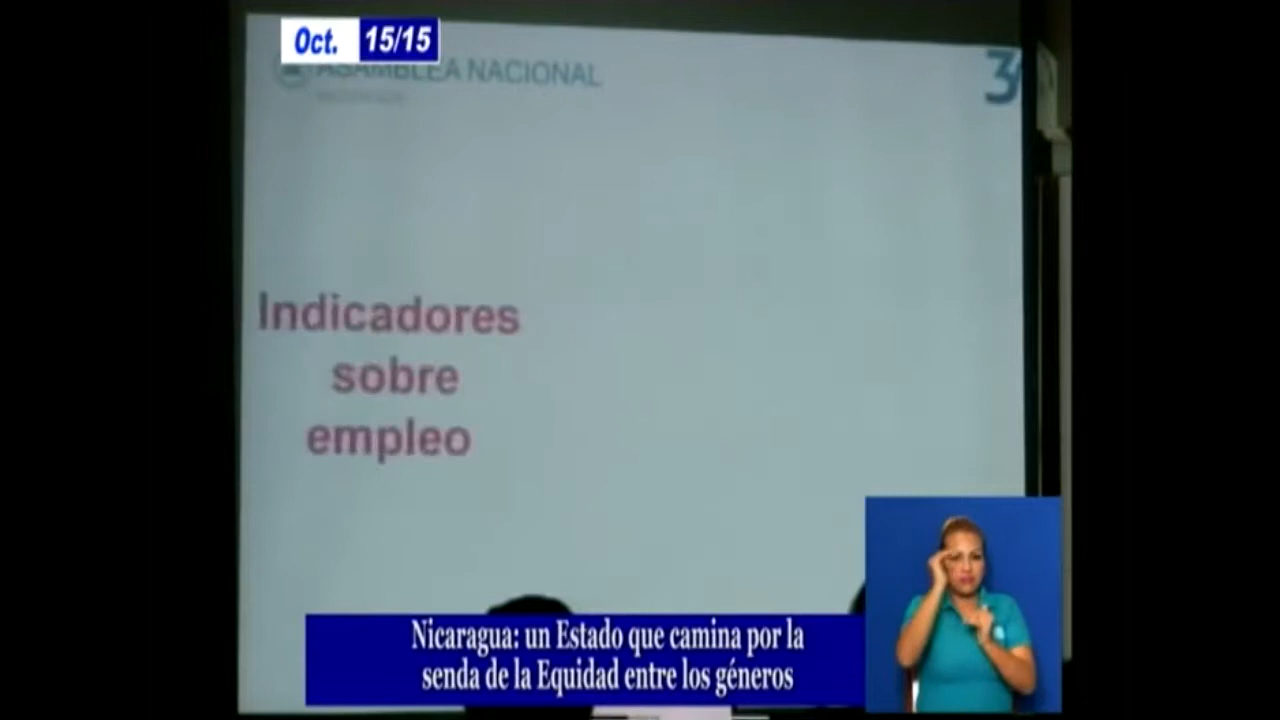 Oct. 15/15
ASAMBLEA NACIONAL
3
Indicadores
sobre
empleo
Nicaragua: un Estado que camina por la
senda de la Equidad entre los géneros